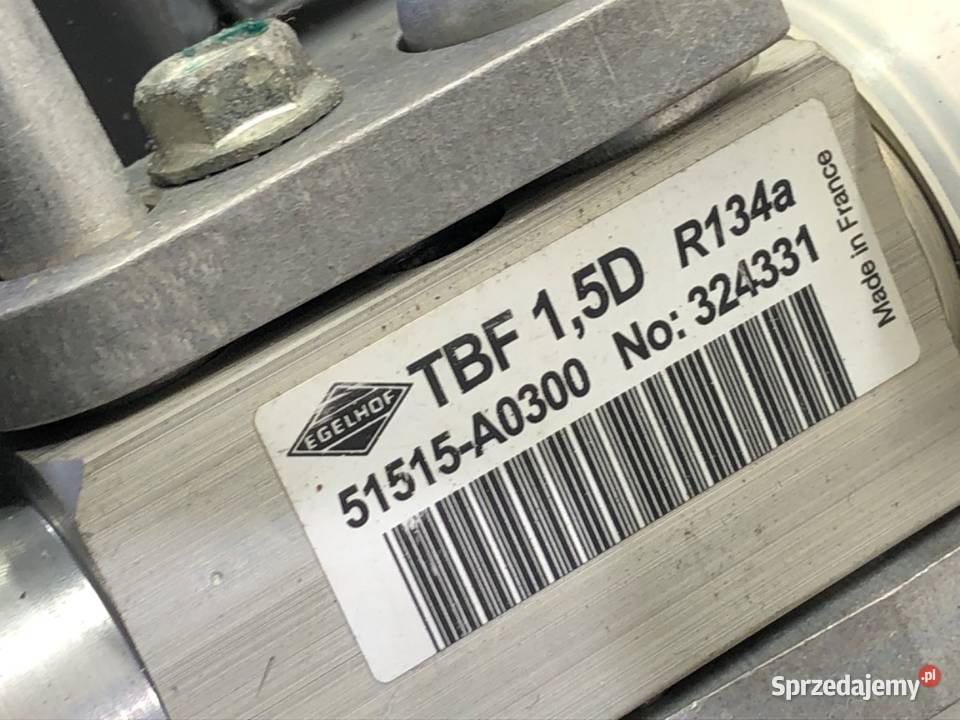 EGELHOF
TBF 1,5D R134a
51515-A0300 No: 324331
Made in France
Sprzedajemy.pl